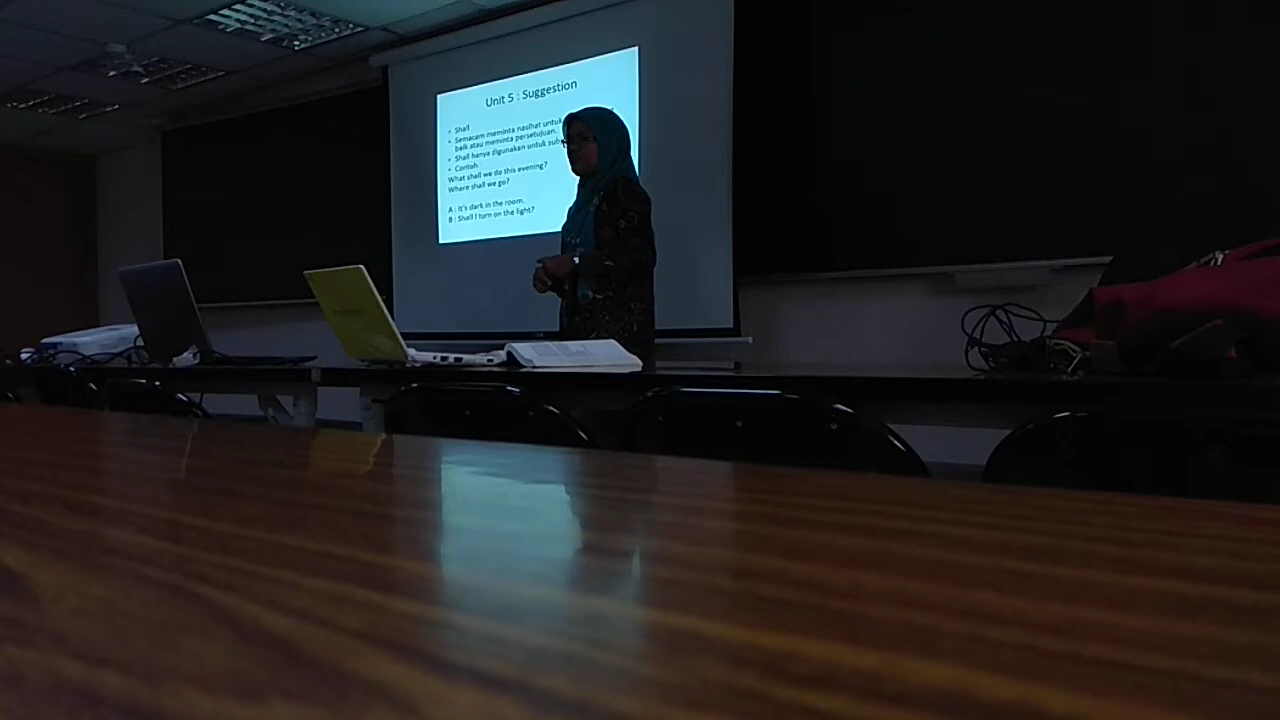 Unit 5 : Suggestion
• Shall
• Semacam meminta nasihat untuk
baik atau meminta persetujuan.
• Shall hanya digunakan untuk
• Contoh
What shall we do this evening?
Where shall we go?
A : It's dark in the room.
B : Shall I turn on the light?